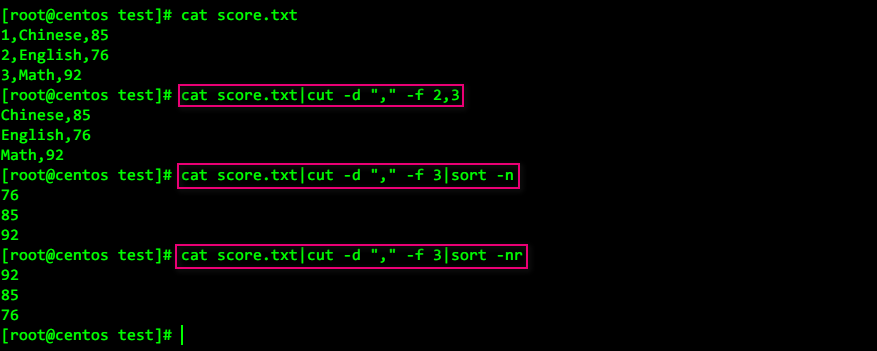 [root@centos test]# cat score.txt
1,Chinese,85
2,English,76
3,Math,92
[root@centos test]# cat score.txt|cut -d "," -f 2,3
Chinese,85
English,76
Math,92
[root@centos test]# cat score.txt|cut -d "," -f 3|sort -n
76
85
92
[root@centos test]# cat score.txt|cut -d "," -f 3|sort -nr
92
85
76
[root@centos test]#